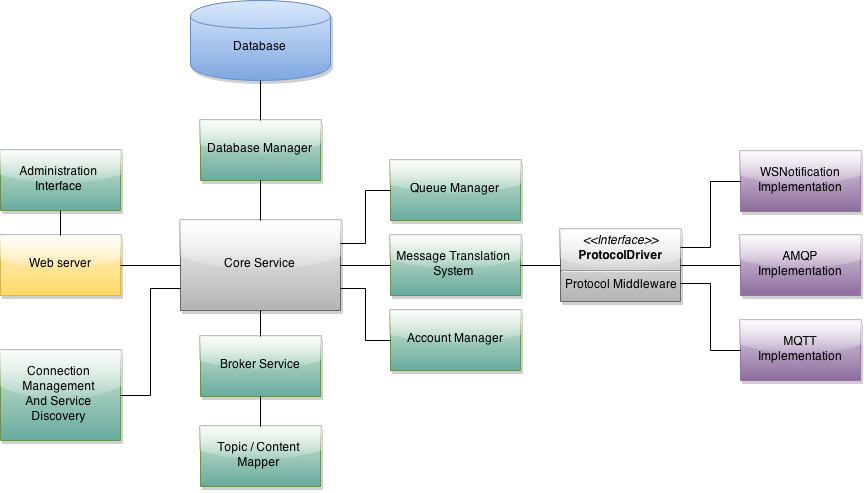 Database
Database Manager
Administration
Interface
Web server
Core Service
Connection
Management
And Service
Discovery
Broker Service
Topic / Content
Mapper
Queue Manager
Message Translation
System
Account Manager
<<Interface>>
ProtocolDriver
Protocol Middleware
WSNotification
Implementation
AMQP
Implementation
MQTT
Implementation